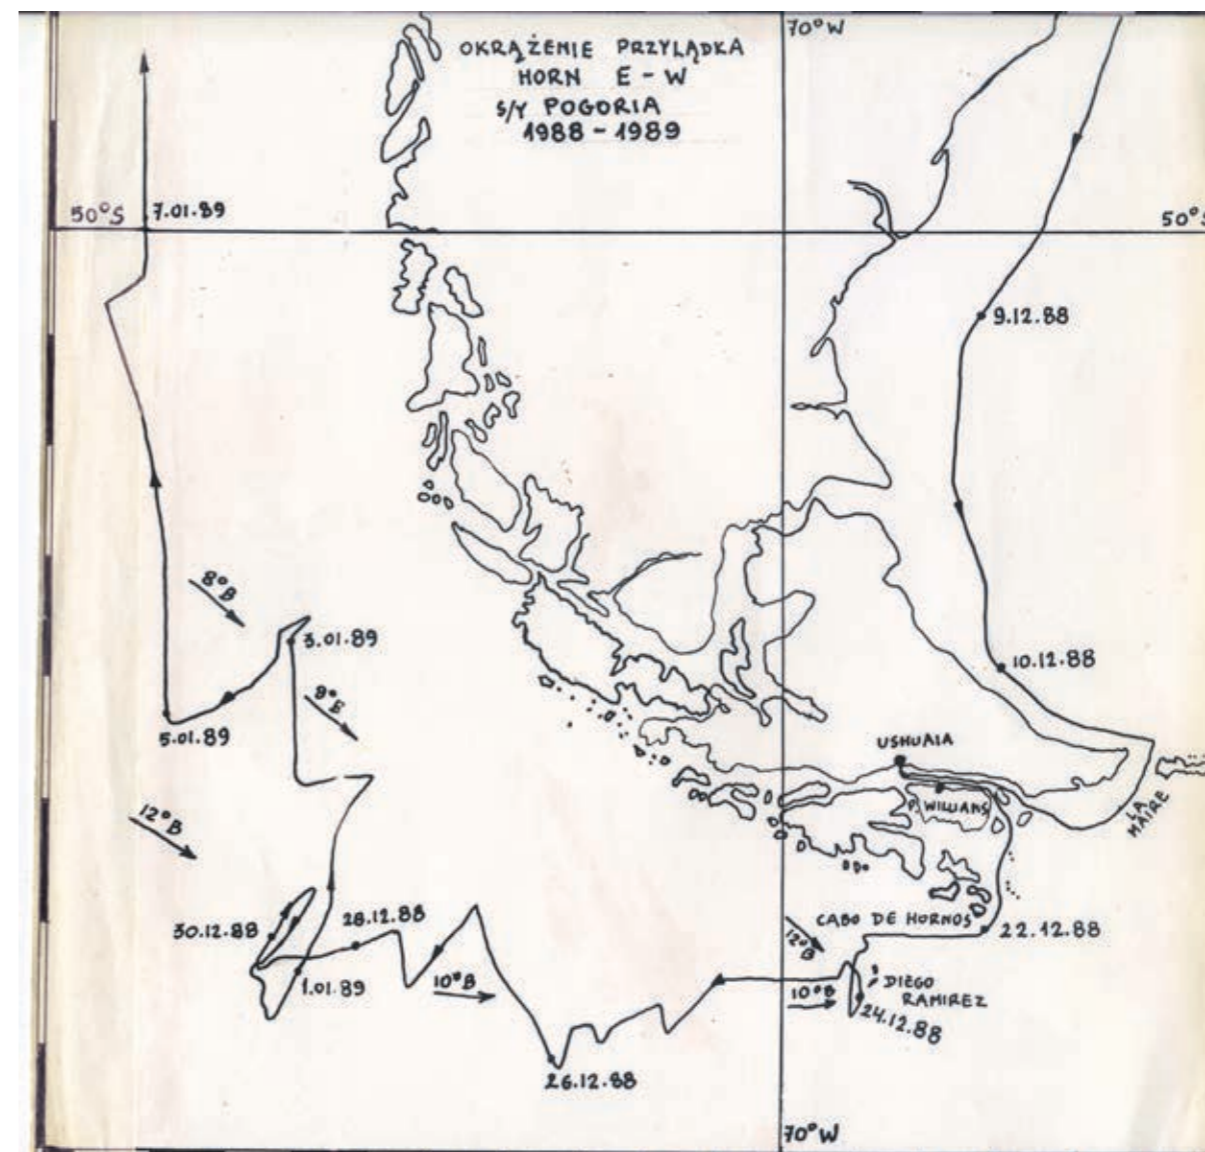 70°W
OKRĄŻENIE PRZYLĄDKA
HORN E - W
S/Y POGORIA
1988 - 1989
50°S
7.01.89
50°S
9.12.88
8°B
3.01.89
10.12.88
9°E
5.01.89
USHUAIA
12°B
P. WILLIAMS
LA
MAIRE
30.12.88
28.12.88
CABO DE HORNOS
22.12.88
12°B
1.01.89
10°B
10°B
DIEGO
RAMIREZ
24.12.88
26.12.88
70°W